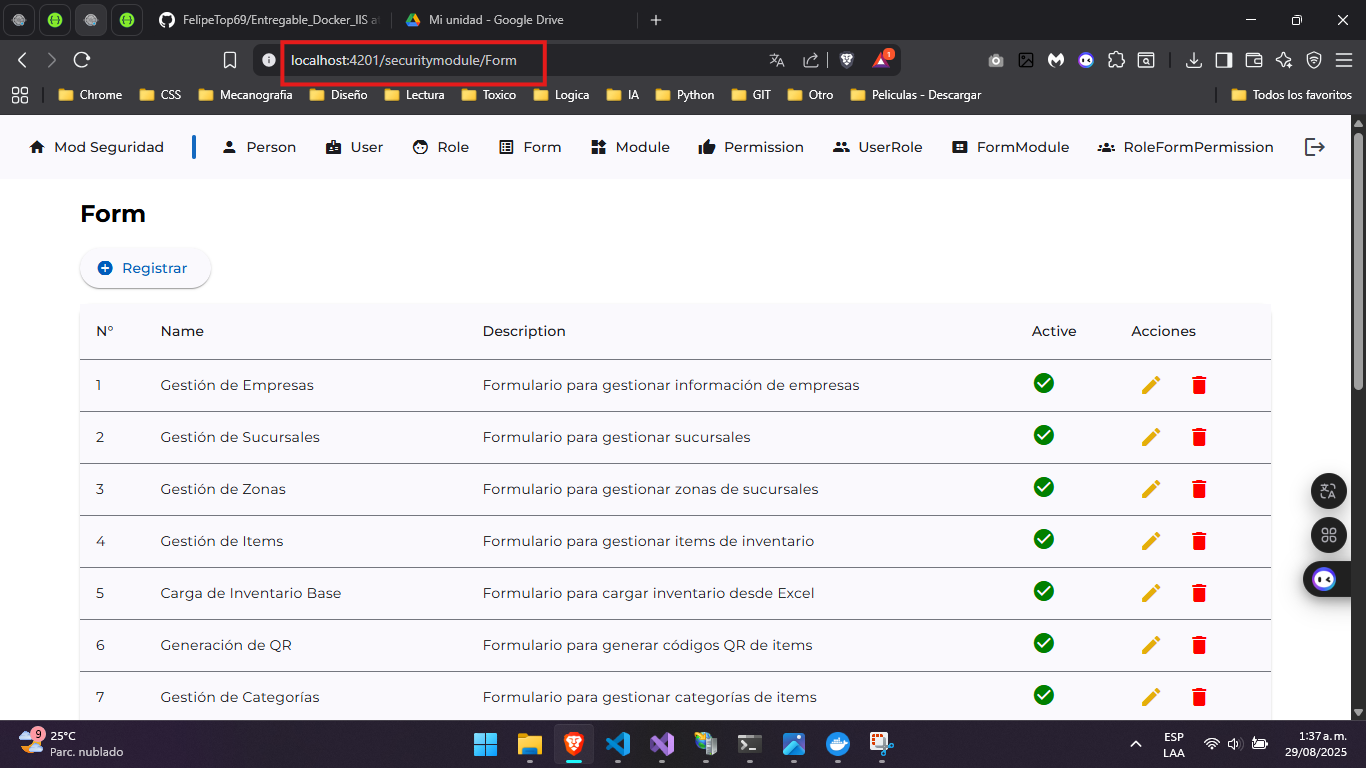 FelipeTop69/Entregable_Docker_IIS a
Mi unidad - Google Drive
localhost:4201/securitymodule/Form
1
Chrome
CSS
Mecanografia
Diseño
Lectura
Toxico
Logica
IA
Python
GIT
Otro
Peliculas - Descargar
Todos los favoritos
Mod Seguridad
Person
User
Role
Form
Module
Permission
UserRole
FormModule
RoleFormPermission
Form
Registrar
N° Name Description Active Acciones
1 Gestión de Empresas Formulario para gestionar información de empresas
2 Gestión de Sucursales Formulario para gestionar sucursales
3 Gestión de Zonas Formulario para gestionar zonas de sucursales
4 Gestión de Items Formulario para gestionar items de inventario
5 Carga de Inventario Base Formulario para cargar inventario desde Excel
6 Generación de QR Formulario para generar códigos QR de items
7 Gestión de Categorías Formulario para gestionar categorías de items
9
25°C
Parc. nublado
ESP
LAA
1:37 a. m.
29/08/2025